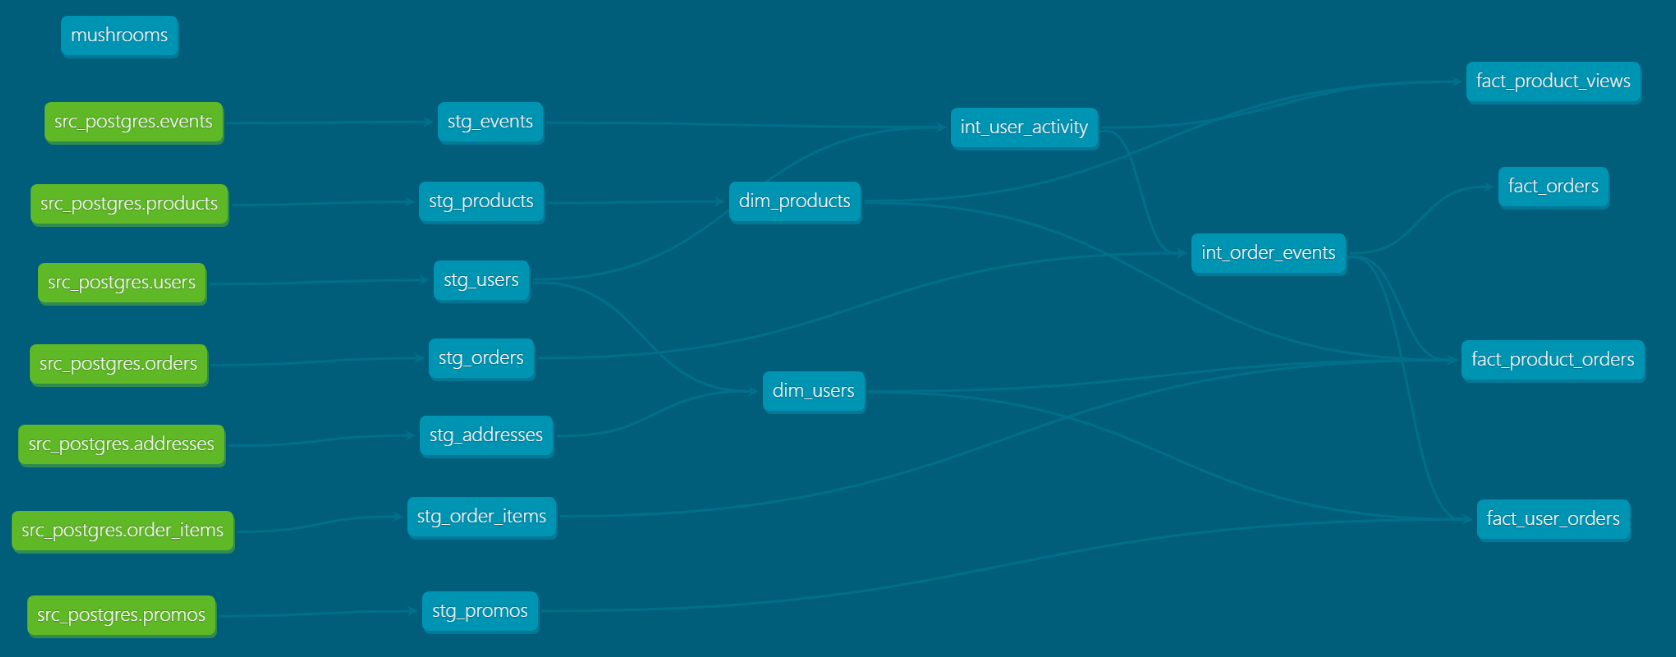 mushrooms
src_postgres.events
stg_events
int_user_activity
fact_product_views
src_postgres.products
stg_products
dim_products
fact_orders
src_postgres.users
stg_users
int_order_events
src_postgres.orders
stg_orders
fact_product_orders
dim_users
src_postgres.addresses
stg_addresses
src_postgres.order_items
stg_order_items
fact_user_orders
src_postgres.promos
stg_promos